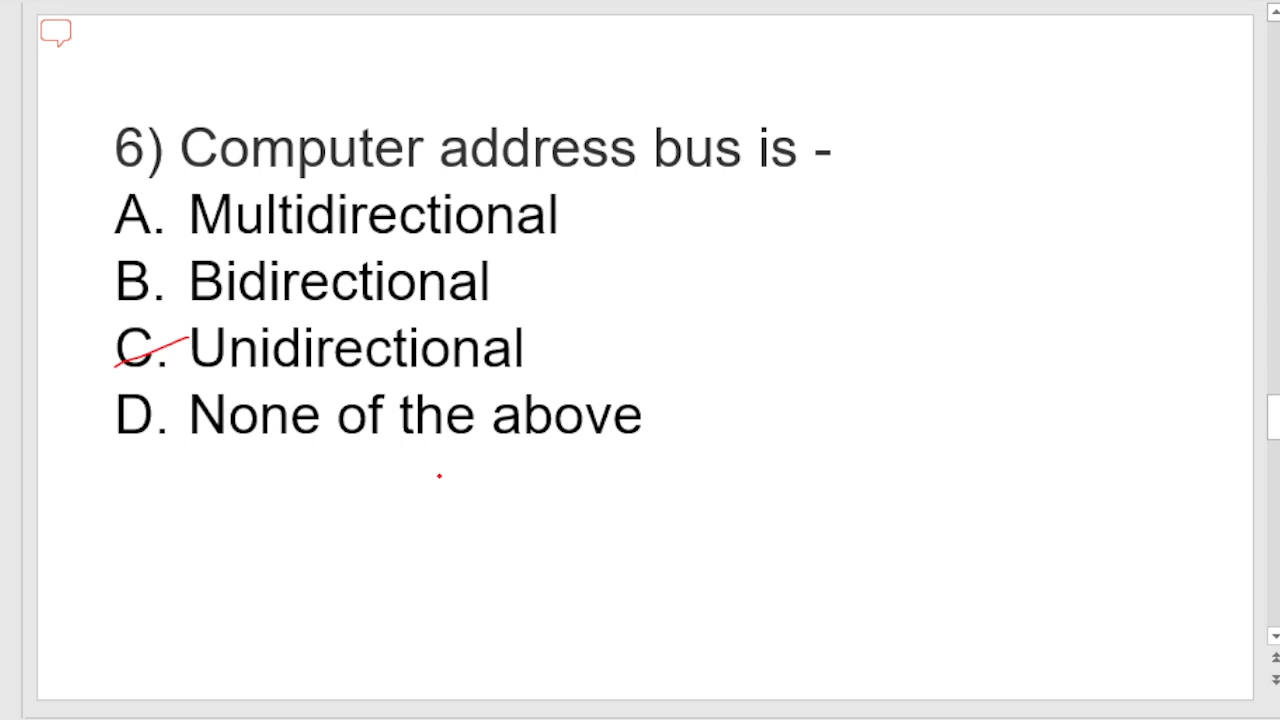 6) Computer address bus is -
A. Multidirectional
B. Bidirectional
C. Unidirectional
D. None of the above